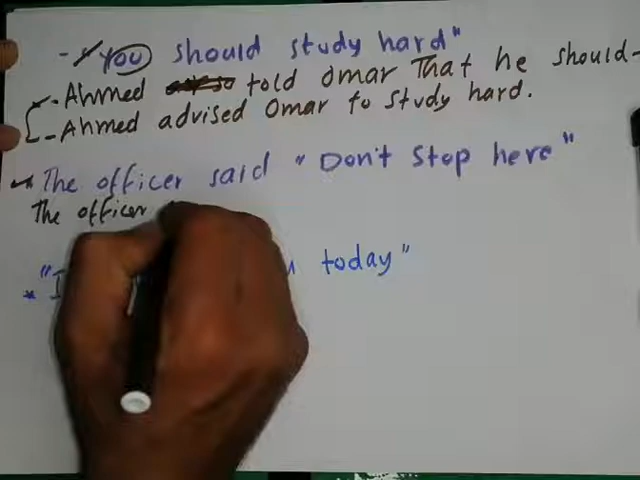 - "You should study hard"
- Ahmed told Omar That he should-
- Ahmed advised Omar to study hard.
The officer said "Don't stop here"
The officer
* "I today"